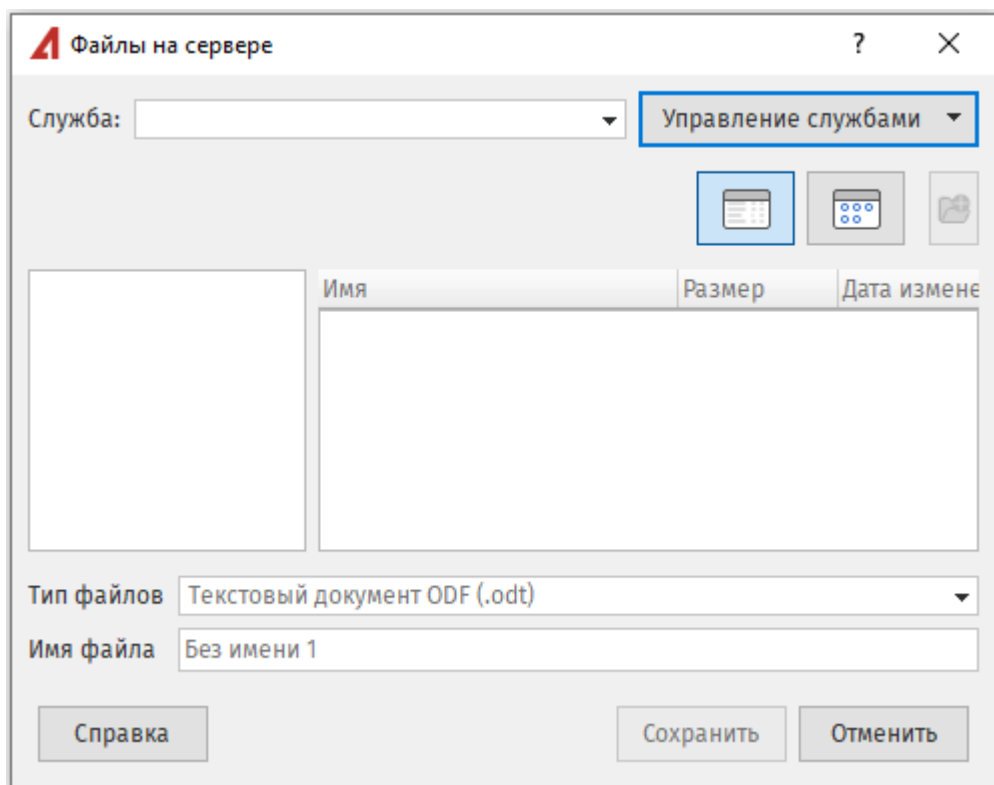 Файлы на сервере
?
Служба:
Управление службами
Имя Размер Дата измене
Тип файлов Текстовый документ ODF (.odt)
Имя файла Без имени 1
Справка Сохранить Отменить